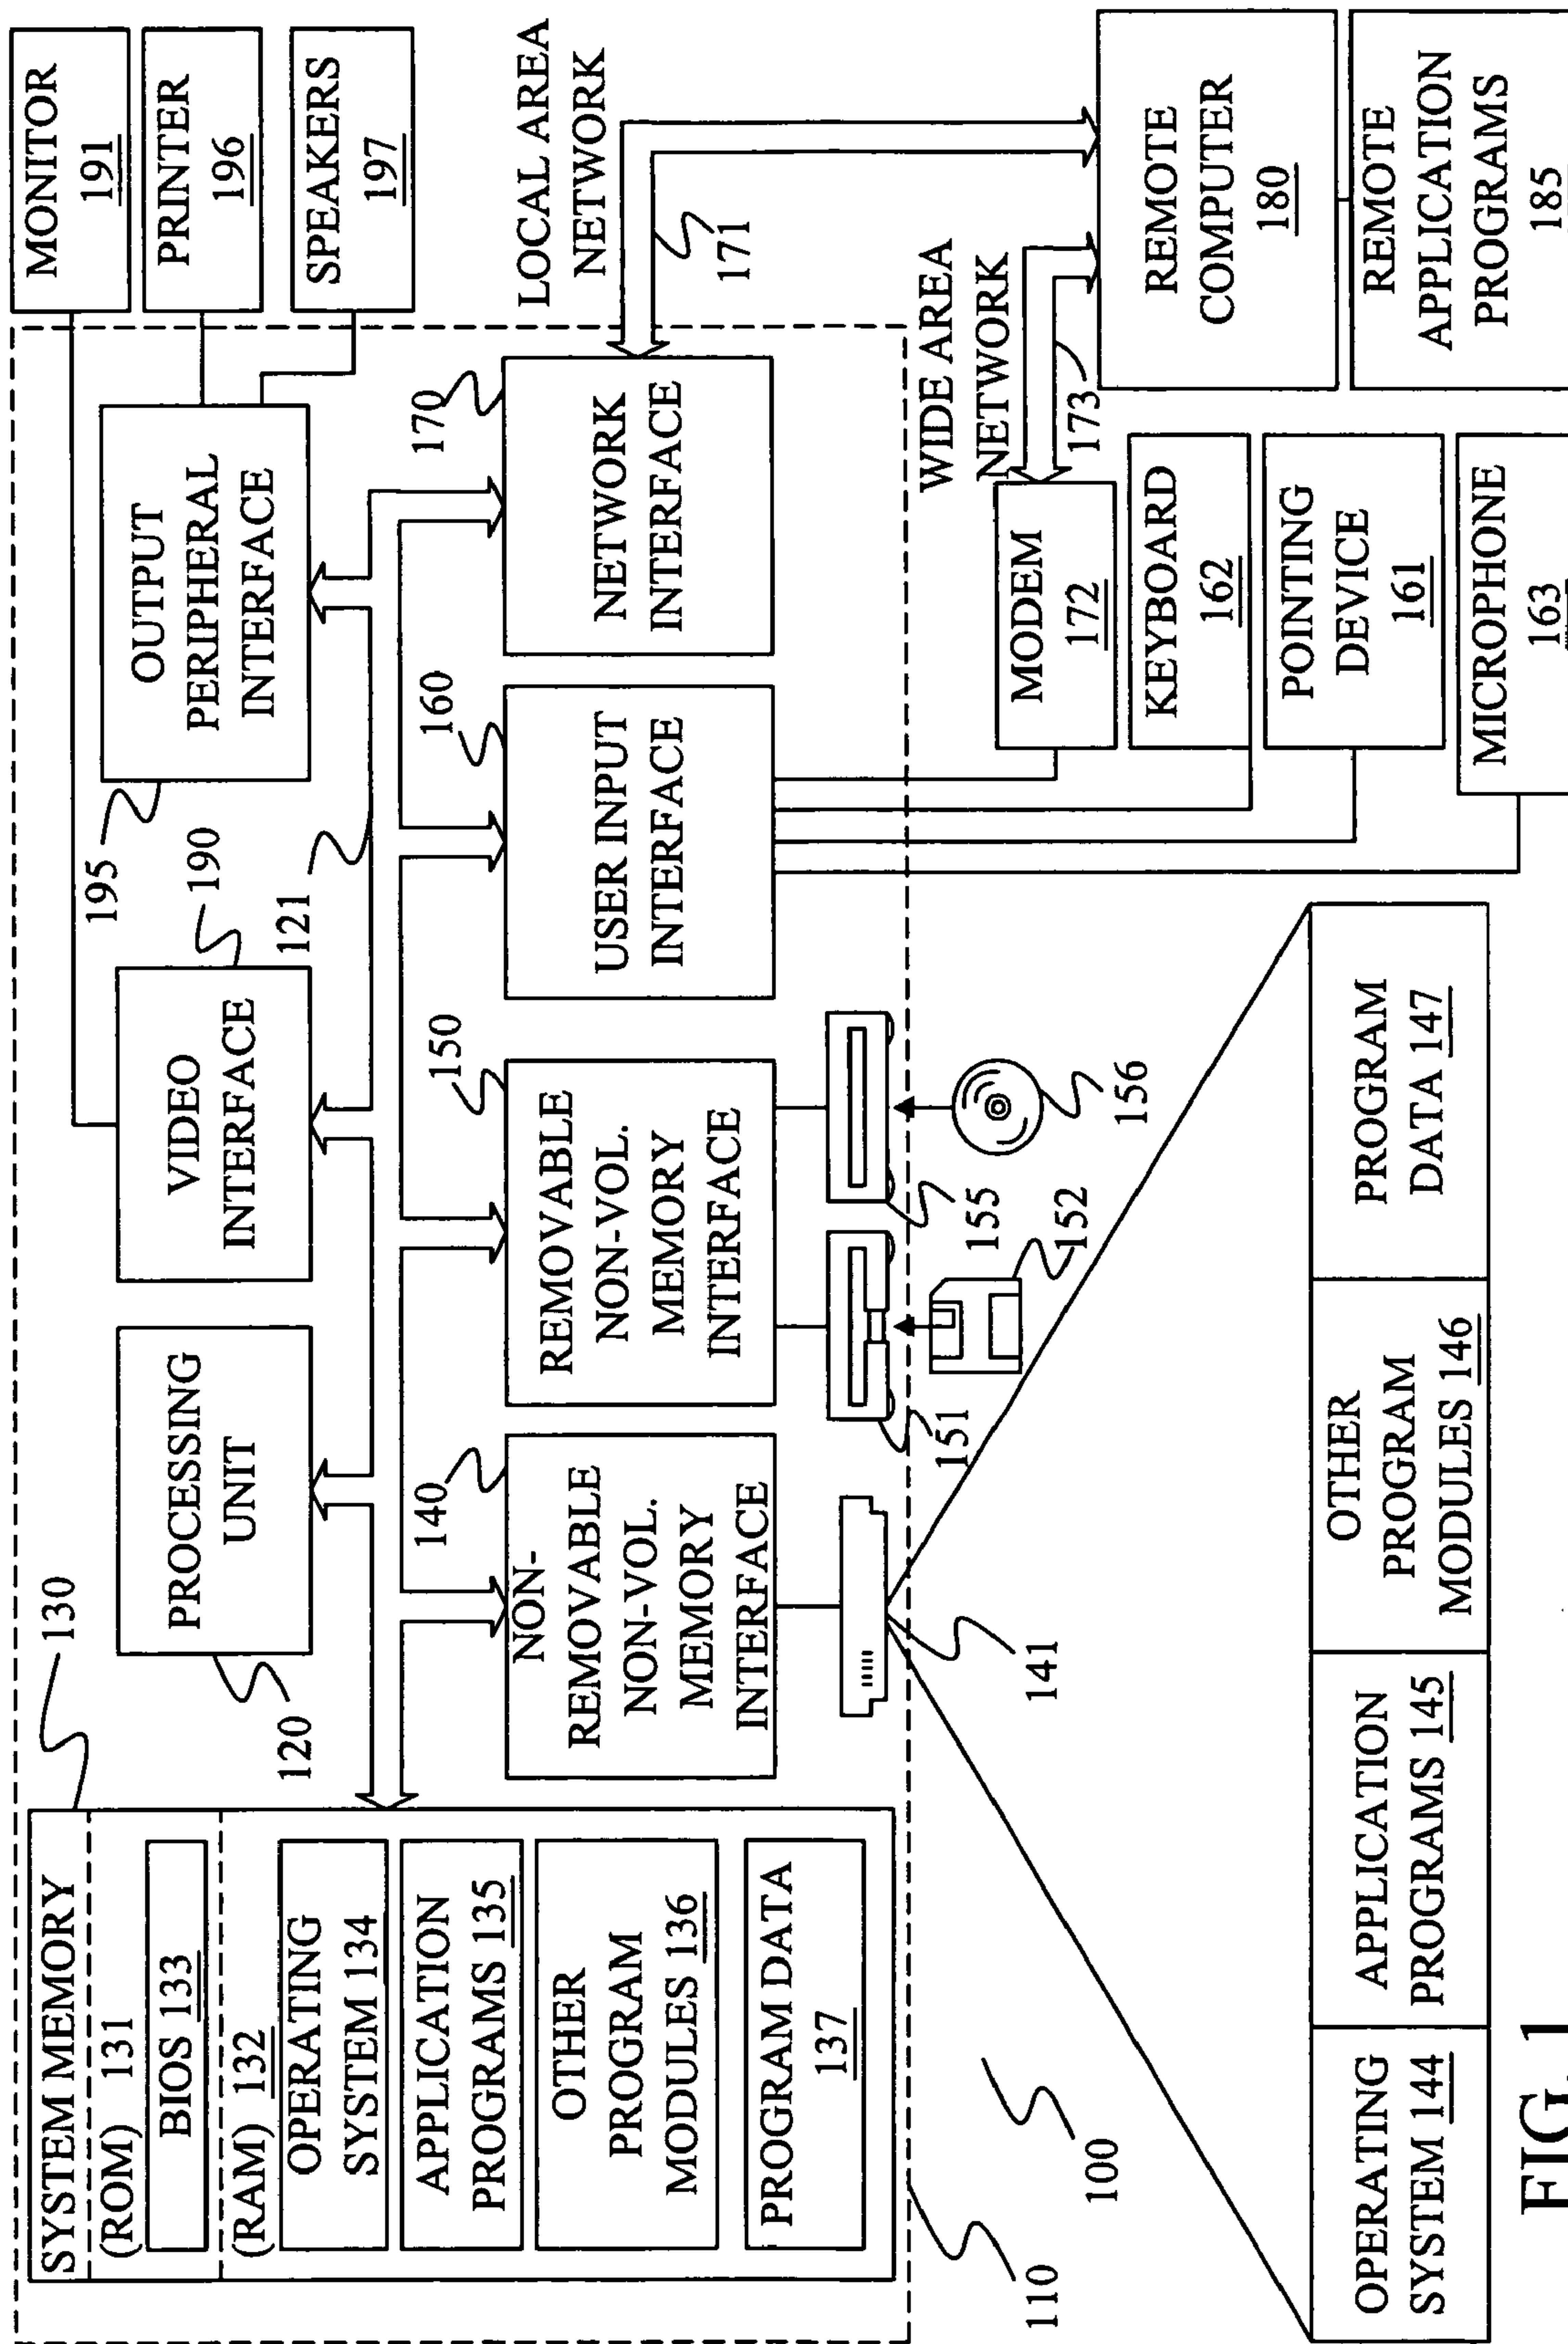 SYSTEM MEMORY
(ROM) 131
BIOS 133
(RAM) 132
OPERATING
SYSTEM 134
APPLICATION
PROGRAMS 135
OTHER
PROGRAM
MODULES 136
PROGRAM DATA
137
130
PROCESSING
UNIT
120
VIDEO
INTERFACE
190
121
OUTPUT
PERIPHERAL
INTERFACE
195
MONITOR
191
PRINTER
196
SPEAKERS
197
NON-
REMOVABLE
NON-VOL.
MEMORY
INTERFACE
140
REMOVABLE
NON-VOL.
MEMORY
INTERFACE
150
USER INPUT
INTERFACE
160
NETWORK
INTERFACE
170
LOCAL AREA
NETWORK
171
141
151
152
155
156
WIDE AREA
NETWORK
173
MODEM
172
KEYBOARD
162
POINTING
DEVICE
161
MICROPHONE
163
REMOTE
COMPUTER
180
REMOTE
APPLICATION
PROGRAMS
185
110
100
OPERATING
SYSTEM 144
APPLICATION
PROGRAMS 145
OTHER
PROGRAM
MODULES 146
PROGRAM
DATA 147
FIG. 1